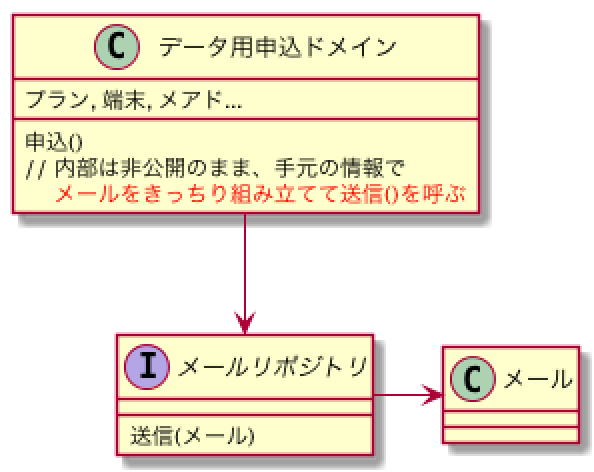 C データ用申込ドメイン
プラン, 端末, メアド...
申込()
// 内部は非公開のまま、手元の情報で
メールをきっちり組み立てて送信()を呼ぶ
I メールリポジトリ
C メール
送信(メール)